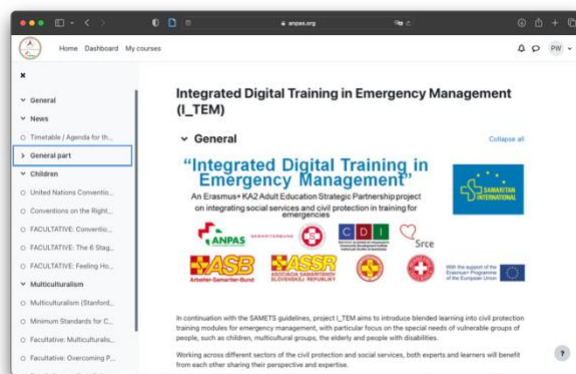 anpas.org
Home Dashboard My courses
PW
General
News
Timetable / Agenda for th...
General part
Children
United Nations Conventio...
Conventions on the Right...
FACULTATIVE: Conventio...
FACULTATIVE: The 6 Stag...
FACULTATIVE: Feeling Ho...
Multiculturalism
Multiculturalism (Stanford...
Minimum Standards for C...
Facultative: Multiculturalis...
Facultative: Overcoming P...
Integrated Digital Training in Emergency Management
(I_TEM)
General
Collapse all
“Integrated Digital Training in
Emergency Management”
An Erasmus+ KA2 Adult Education Strategic Partnership project
on integrating social services and civil protection in training for
emergencies
SAMARITAN
INTERNATIONAL
ANPAS
SAMARITERBUND
CDI
Srce
ASB
Arbeiter-Samariter-Bund
ASSR
ASOCIÁCIA SAMARITÁNOV
SLOVENSKEJ REPUBLIKY
With the support of the
Erasmus+ Programme
of the European Union
In continuation with the SAMETS guidelines, project I_TEM aims to introduce blended learning into civil protection
training modules for emergency management, with particular focus on the special needs of vulnerable groups of
people, such as children, multicultural groups, the elderly and people with disabilities.
Working across different sectors of the civil protection and social services, both experts and learners will benefit
from each other sharing their perspective and expertise.
?